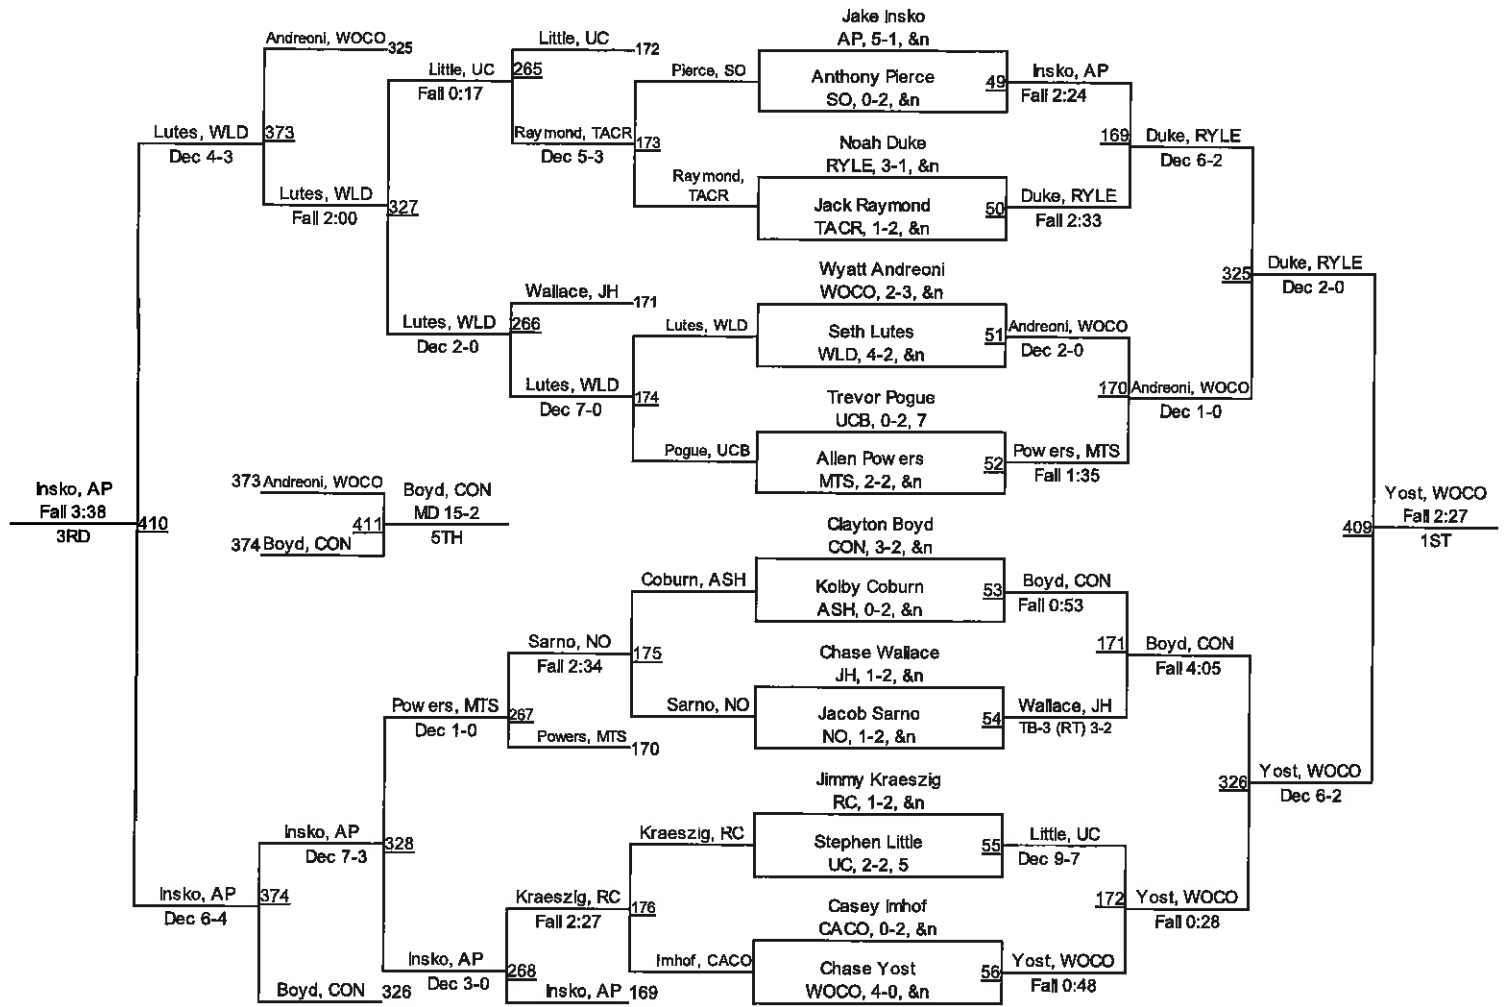 Jake Insko
AP, 5-1, &n
Anthony Pierce
SO, 0-2, &n
49
Noah Duke
RYLE, 3-1, &n
Jack Raymond
TACR, 1-2, &n
50
Wyatt Andreoni
WOCO, 2-3, &n
Seth Lutes
WLD, 4-2, &n
51
Trevor Pogue
UCB, 0-2, 7
Allen Powers
MTS, 2-2, &n
52
Clayton Boyd
CON, 3-2, &n
Kolby Coburn
ASH, 0-2, &n
53
Chase Wallace
JH, 1-2, &n
Jacob Sarno
NO, 1-2, &n
54
Jimmy Kraeszig
RC, 1-2, &n
Stephen Little
UC, 2-2, 5
55
Casey Imhof
CACO, 0-2, &n
Chase Yost
WOCO, 4-0, &n
56
Insko, AP
Fall 2:24
Duke, RYLE
Fall 2:33
Andreoni, WOCO
Dec 2-0
Powers, MTS
Fall 1:35
Boyd, CON
Fall 0:53
Wallace, JH
TB-3 (RT) 3-2
Little, UC
Dec 9-7
Yost, WOCO
Fall 0:48
169
Duke, RYLE
Dec 6-2
170
Andreoni, WOCO
Dec 1-0
171
Boyd, CON
Fall 4:05
172
Yost, WOCO
Fall 0:28
325
Duke, RYLE
Dec 2-0
326
Yost, WOCO
Dec 6-2
409
Yost, WOCO
Fall 2:27
1ST
Pierce, SO
Raymond,
TACR
Lutes, WLD
Pogue, UCB
Coburn, ASH
Sarno, NO
Kraeszig, RC
Imhof, CACO
Little, UC
172
Raymond, TACR
173
Dec 5-3
Wallace, JH
171
Lutes, WLD
174
Dec 7-0
Sarno, NO
175
Fall 2:34
Powers, MTS
170
Kraeszig, RC
176
Fall 2:27
Insko, AP
169
Little, UC
265
Fall 0:17
Lutes, WLD
266
Dec 2-0
Powers, MTS
267
Dec 1-0
Insko, AP
268
Dec 3-0
Andreoni, WOCO
325
Lutes, WLD
327
Fall 2:00
Insko, AP
328
Dec 7-3
Boyd, CON
326
Lutes, WLD
373
Dec 4-3
Insko, AP
374
Dec 6-4
Insko, AP
Fall 3:38
410
3RD
373 Andreoni, WOCO
374 Boyd, CON
411
Boyd, CON
MD 15-2
5TH